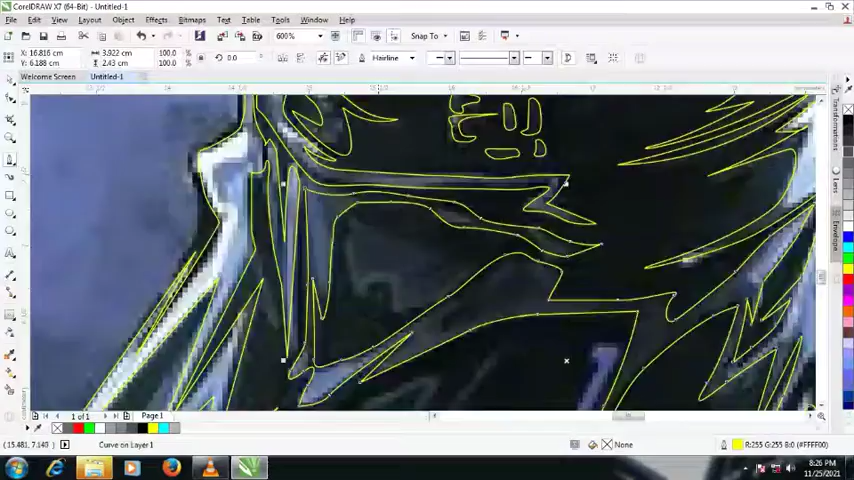 CorelDRAW X7 (64-Bit) - Untitled-1
File Edit View Layout Object Effects Bitmaps Text Table Tools Window Help
600% Snap To
X: 16.816 cm 3.922 cm 100.0 %
Y: 6.188 cm 2.43 cm 100.0 % 0.0 Hairline
Welcome Screen Untitled-1
Transformations
Lens
Envelope
1 of 1 Page 1
Curve on Layer 1 None R:255 G:255 B:0 (#FFFF00)
8:26 PM
11/25/2021